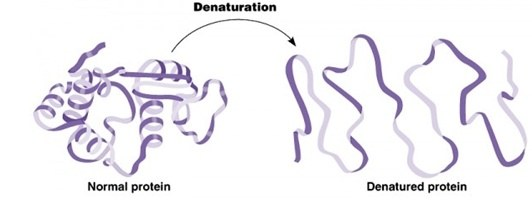 Denaturation
Normal protein
Denatured protein